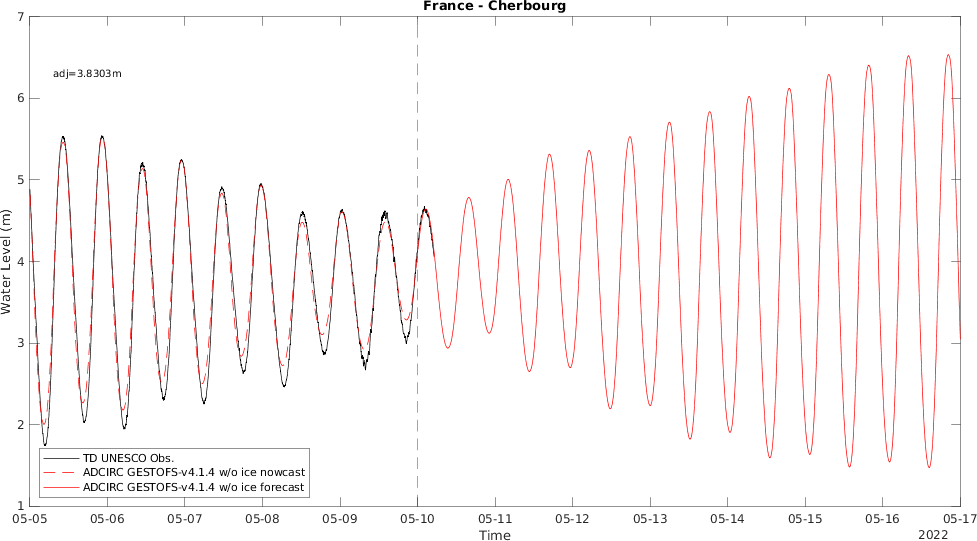 France - Cherbourg
7
adj=3.8303m
6
5
4
3
2
1
Water Level (m)
TD UNESCO Obs.
ADCIRC GESTOFS-v4.1.4 w/o ice nowcast
ADCIRC GESTOFS-v4.1.4 w/o ice forecast
05-05 05-06 05-07 05-08 05-09 05-10 05-11 05-12 05-13 05-14 05-15 05-16 05-17
Time
2022